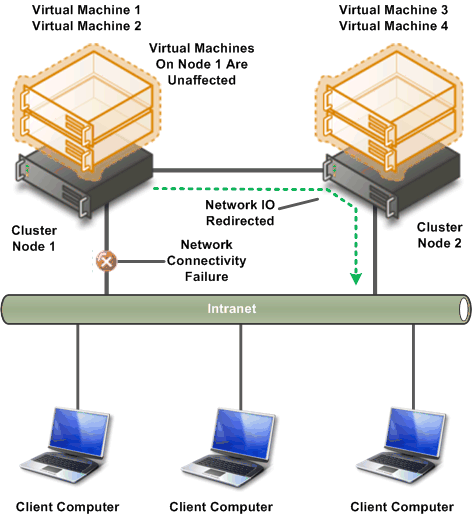 Virtual Machine 1
Virtual Machine 2
Virtual Machine 3
Virtual Machine 4
Virtual Machines
On Node 1 Are
Unaffected
Network IO
Redirected
Cluster
Node 1
Cluster
Node 2
Network
Connectivity
Failure
Intranet
Client Computer
Client Computer
Client Computer